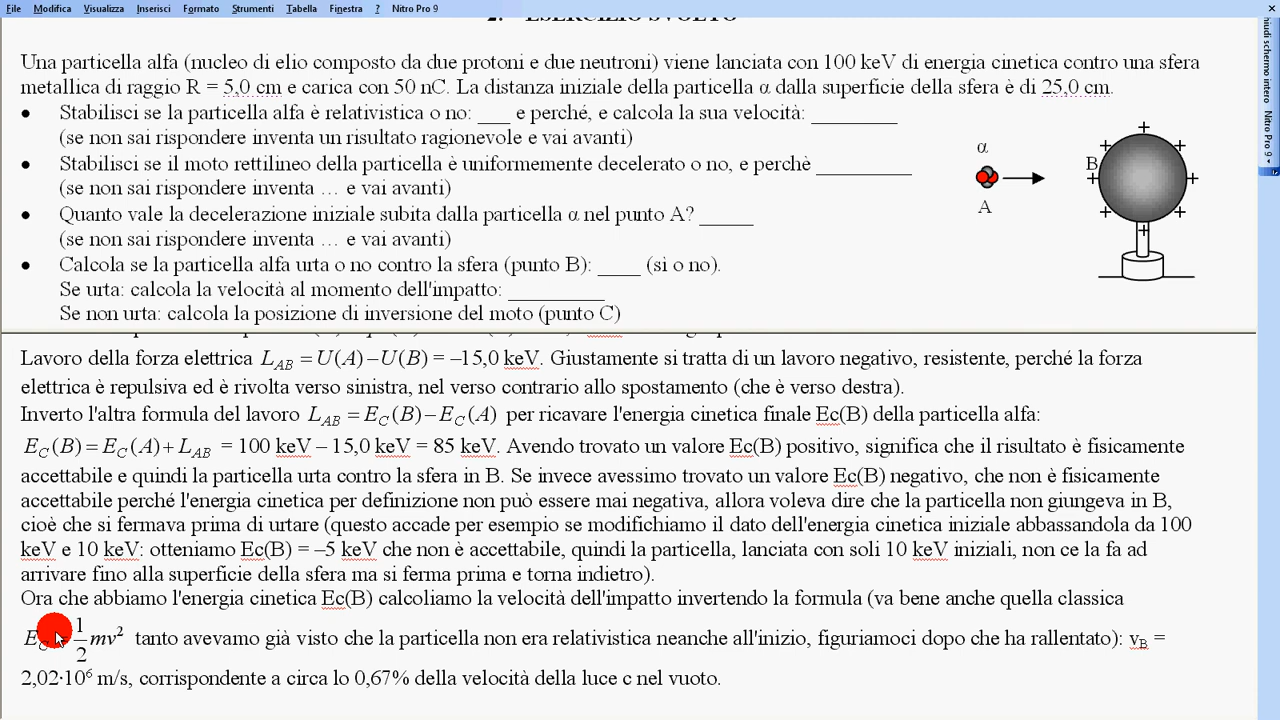 File Modifica Visualizza Inserisci Formato Strumenti Tabella Finestra ? Nitro Pro 9 ×
2. ESERCIZIO SVOLTO
Una particella alfa (nucleo di elio composto da due protoni e due neutroni) viene lanciata con 100 keV di energia cinetica contro una sfera
metallica di raggio R = 5,0 cm e carica con 50 nC. La distanza iniziale della particella α dalla superficie della sfera è di 25,0 cm.
• Stabilisci se la particella alfa è relativistica o no: ___ e perché, e calcola la sua velocità: ________
(se non sai rispondere inventa un risultato ragionevole e vai avanti)
• Stabilisci se il moto rettilineo della particella è uniformemente decelerato o no, e perchè _________
(se non sai rispondere inventa … e vai avanti)
• Quanto vale la decelerazione iniziale subita dalla particella α nel punto A? _____
(se non sai rispondere inventa … e vai avanti)
• Calcola se la particella alfa urta o no contro la sfera (punto B): ____ (si o no).
Se urta: calcola la velocità al momento dell'impatto: _________
Se non urta: calcola la posizione di inversione del moto (punto C)
α
A
B
+ + + + + + + +
Lavoro della forza elettrica L_AB = U(A) – U(B) = –15,0 keV. Giustamente si tratta di un lavoro negativo, resistente, perché la forza
elettrica è repulsiva ed è rivolta verso sinistra, nel verso contrario allo spostamento (che è verso destra).
Inverto l'altra formula del lavoro L_AB = E_C(B) – E_C(A) per ricavare l'energia cinetica finale Ec(B) della particella alfa:
E_C(B) = E_C(A) + L_AB = 100 keV – 15,0 keV = 85 keV. Avendo trovato un valore Ec(B) positivo, significa che il risultato è fisicamente
accettabile e quindi la particella urta contro la sfera in B. Se invece avessimo trovato un valore Ec(B) negativo, che non è fisicamente
accettabile perché l'energia cinetica per definizione non può essere mai negativa, allora voleva dire che la particella non giungeva in B,
cioè che si fermava prima di urtare (questo accade per esempio se modifichiamo il dato dell'energia cinetica iniziale abbassandola da 100
keV e 10 keV: otteniamo Ec(B) = –5 keV che non è accettabile, quindi la particella, lanciata con soli 10 keV iniziali, non ce la fa ad
arrivare fino alla superficie della sfera ma si ferma prima e torna indietro).
Ora che abbiamo l'energia cinetica Ec(B) calcoliamo la velocità dell'impatto invertendo la formula (va bene anche quella classica
E_C = 1/2 mv² tanto avevamo già visto che la particella non era relativistica neanche all'inizio, figuriamoci dopo che ha rallentato): v_B =
2,02·10⁶ m/s, corrispondente a circa lo 0,67% della velocità della luce c nel vuoto.
hiudi schermo intero
Nitro Pro 9